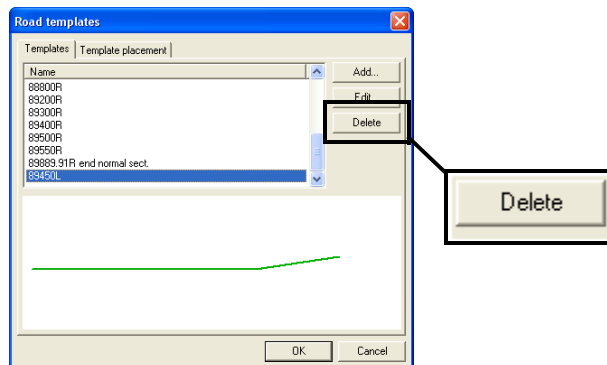 Road templates
Templates
Template placement
Name
88800R
89200R
89300R
89400R
89500R
89550R
89889.91R end normal sect.
89450L
Add...
Edit...
Delete
Delete
OK
Cancel